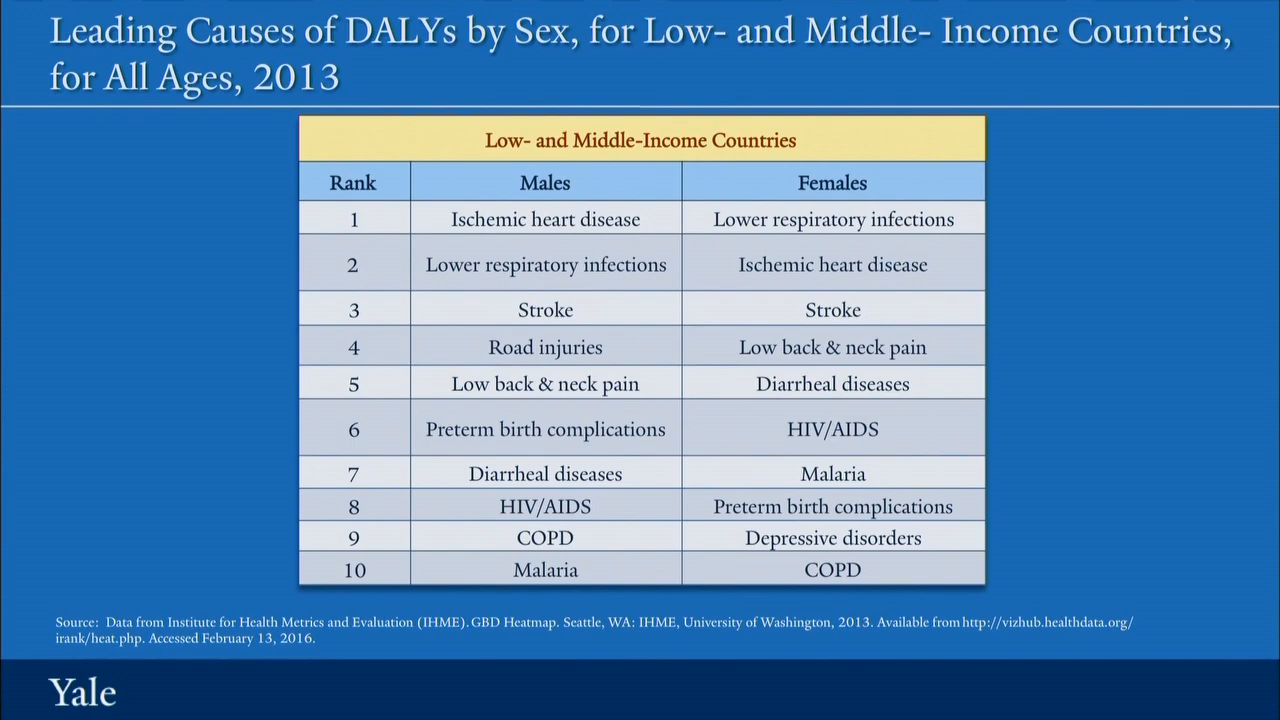 Leading Causes of DALYs by Sex, for Low- and Middle- Income Countries,
for All Ages, 2013
Low- and Middle-Income Countries
Rank Males Females
1 Ischemic heart disease Lower respiratory infections
2 Lower respiratory infections Ischemic heart disease
3 Stroke Stroke
4 Road injuries Low back & neck pain
5 Low back & neck pain Diarrheal diseases
6 Preterm birth complications HIV/AIDS
7 Diarrheal diseases Malaria
8 HIV/AIDS Preterm birth complications
9 COPD Depressive disorders
10 Malaria COPD
Source: Data from Institute for Health Metrics and Evaluation (IHME). GBD Heatmap. Seattle, WA: IHME, University of Washington, 2013. Available from http://vizhub.healthdata.org/
irank/heat.php. Accessed February 13, 2016.
Yale